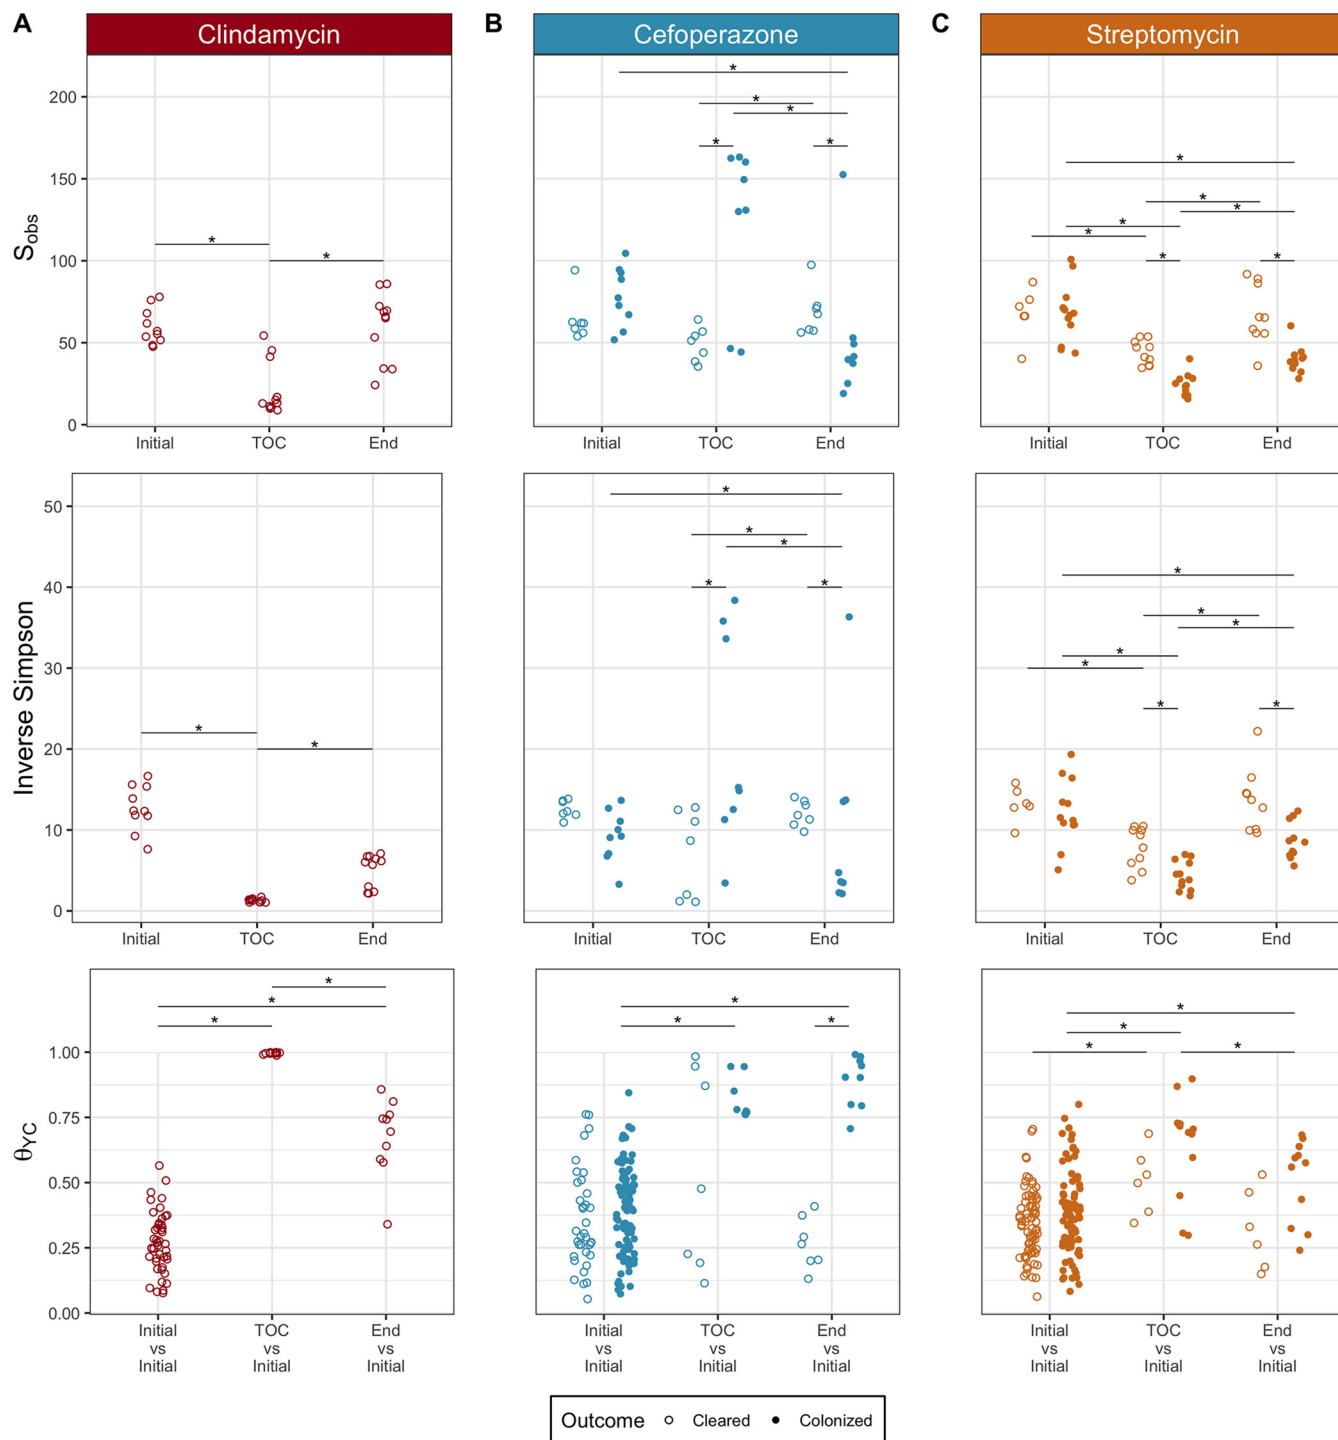 A
Clindamycin
B
Cefoperazone
C
Streptomycin
Sobs
200
150
100
50
0
*
*
Initial
TOC
End
*
*
*
*
*
Initial
TOC
End
*
*
*
*
*
*
*
Initial
TOC
End
Inverse Simpson
50
40
30
20
10
0
*
*
Initial
TOC
End
*
*
*
*
*
Initial
TOC
End
*
*
*
*
*
*
*
Initial
TOC
End
θYC
1.00
0.75
0.50
0.25
0.00
*
*
*
Initial
vs
Initial
TOC
vs
Initial
End
vs
Initial
*
*
*
Initial
vs
Initial
TOC
vs
Initial
End
vs
Initial
*
*
*
*
Initial
vs
Initial
TOC
vs
Initial
End
vs
Initial
Outcome
Cleared
Colonized